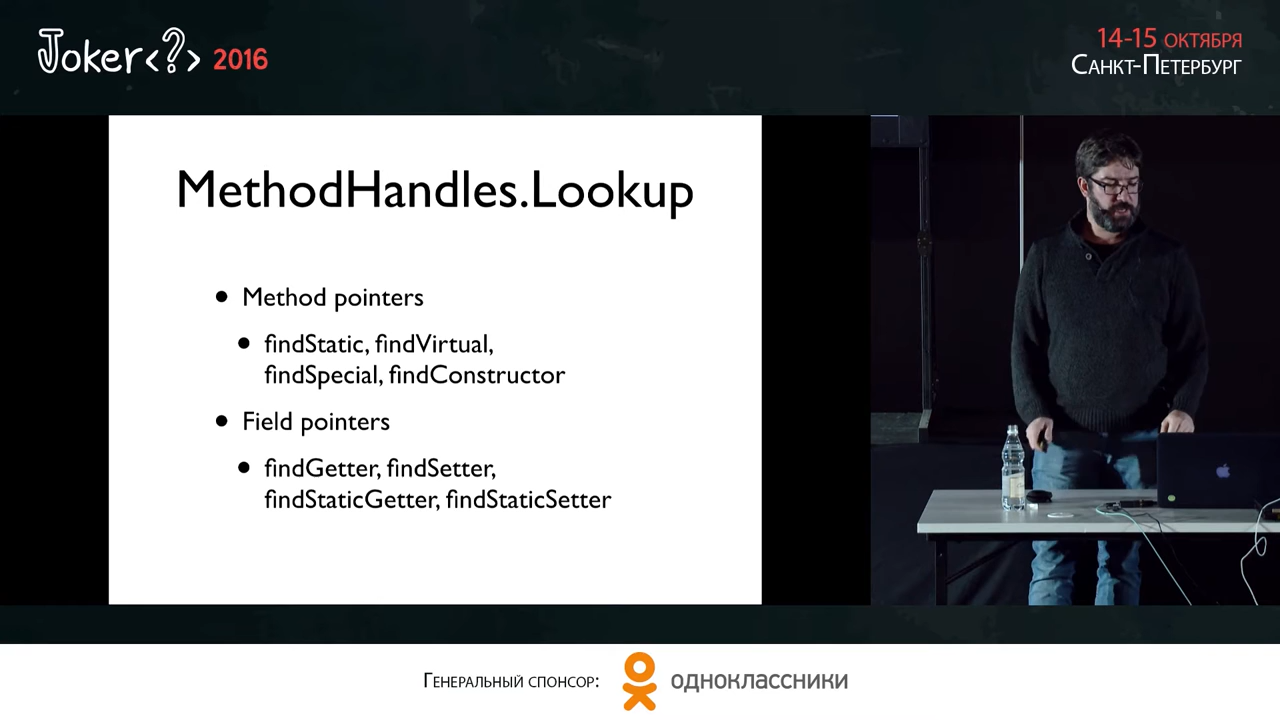 Joker<?> 2016
14-15 октября
Санкт-Петербург
MethodHandles.Lookup
• Method pointers
• findStatic, findVirtual,
findSpecial, findConstructor
• Field pointers
• findGetter, findSetter,
findStaticGetter, findStaticSetter
Генеральный спонсор:
одноклассники